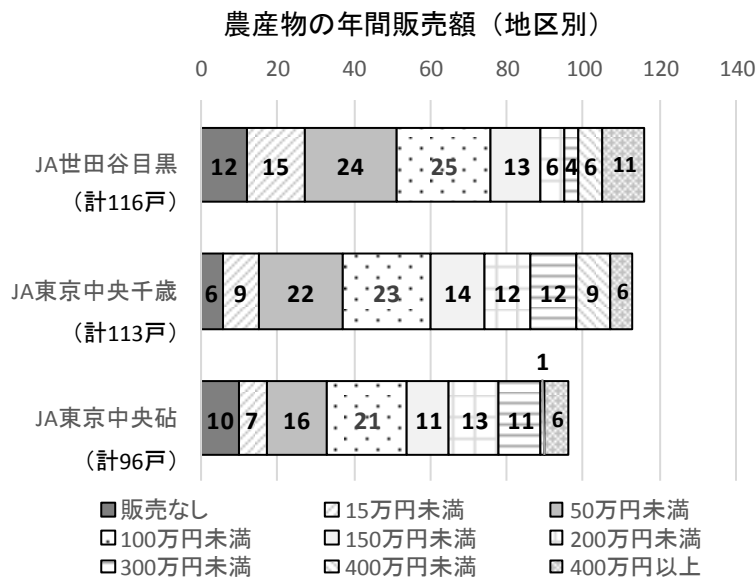 農産物の年間販売額（地区別）
0 20 40 60 80 100 120 140
JA世田谷目黒
（計116戸）
12 15 24 25 13 6 4 6 11
JA東京中央千歳
（計113戸）
6 9 22 23 14 12 12 9 6
1
JA東京中央砧
（計96戸）
10 7 16 21 11 13 11 6
販売なし 15万円未満 50万円未満
100万円未満 150万円未満 200万円未満
300万円未満 400万円未満 400万円以上